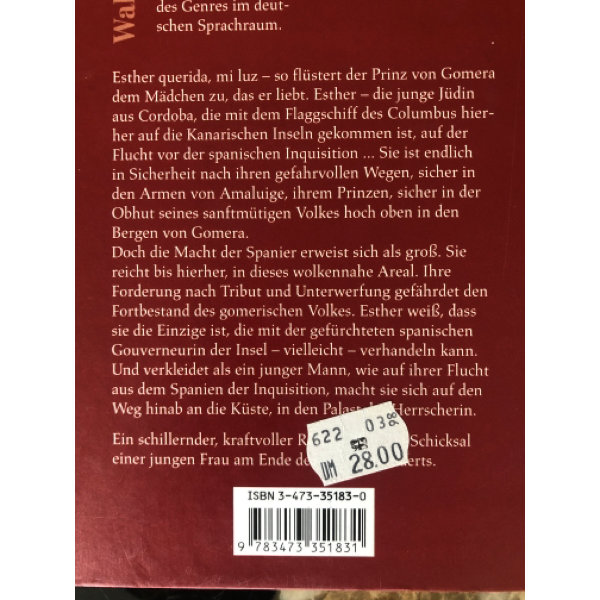 Wal
des Genres im deut-
schen Sprachraum.
Esther querida, mi luz – so flüstert der Prinz von Gomera
dem Mädchen zu, das er liebt. Esther – die junge Jüdin
aus Cordoba, die mit dem Flaggschiff des Columbus hier-
her auf die Kanarischen Inseln gekommen ist, auf der
Flucht vor der spanischen Inquisition ... Sie ist endlich
in Sicherheit nach ihren gefahrvollen Wegen, sicher in
den Armen von Amaluige, ihrem Prinzen, sicher in der
Obhut seines sanftmütigen Volkes hoch oben in den
Bergen von Gomera.
Doch die Macht der Spanier erweist sich als groß. Sie
reicht bis hierher, in dieses wolkennahe Areal. Ihre
Forderung nach Tribut und Unterwerfung gefährdet den
Fortbestand des gomerischen Volkes. Esther weiß, dass
sie die Einzige ist, die mit der gefürchteten spanischen
Gouverneurin der Insel – vielleicht – verhandeln kann.
Und verkleidet als ein junger Mann, wie auf ihrer Flucht
aus dem Spanien der Inquisition, macht sie sich auf den
Weg hinab an die Küste, in den Palast Herrscherin.
Ein schillernder, kraftvoller R Schicksal
einer jungen Frau am Ende de erts.
622 03 88
DM 28.00
ISBN 3-473-35183-0
9 783473 351831